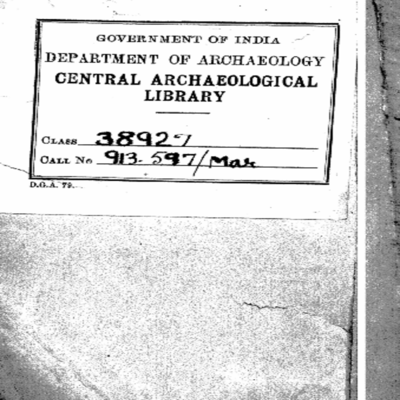 GOVERNMENT OF INDIA
DEPARTMENT OF ARCHAEOLOGY
CENTRAL ARCHAEOLOGICAL
LIBRARY
CLASS 38927
CALL No 913.597/Mar
D.G.A. 79.